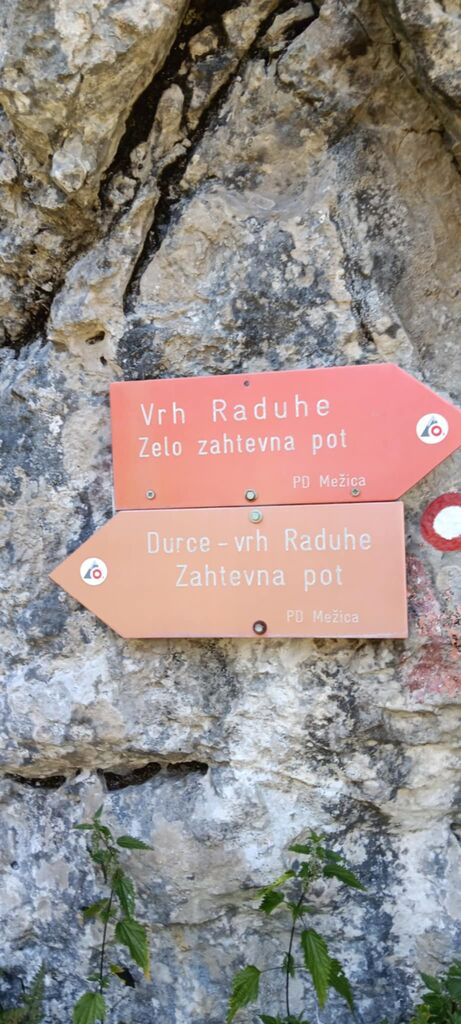 Vrh Raduhe
Zelo zahtevna pot
PD Mežica
Durce - vrh Raduhe
Zahtevna pot
PD Mežica